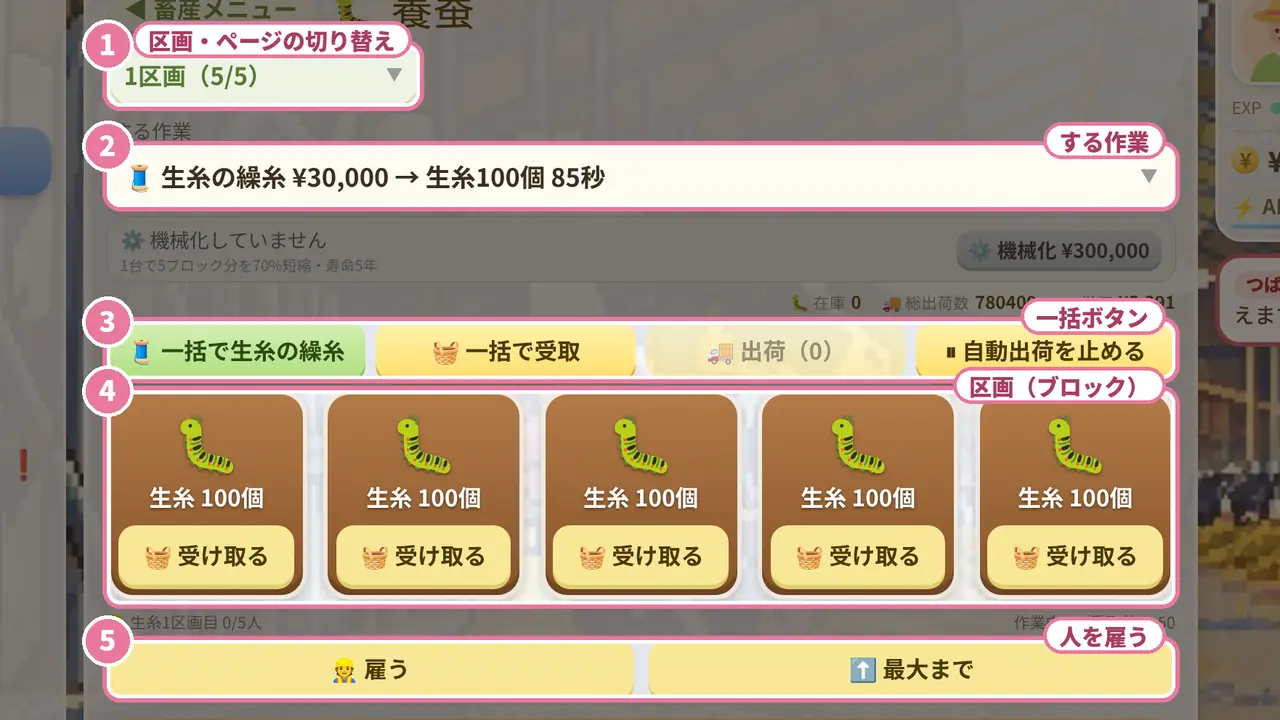 ◀畜産メニュー
養蚕
1
区画・ページの切り替え
1区画（5/5）
▼
EXP
2
する作業
する作業
生糸の繰糸 ¥30,000 → 生糸100個 85秒
▼
機械化していません
1台で5ブロック分を70%短縮・寿命5年
機械化 ¥300,000
在庫 0
総出荷数
3
一括ボタン
一括で生糸の繰糸
一括で受取
出荷（0）
自動出荷を止める
4
区画（ブロック）
生糸 100個
生糸 100個
生糸 100個
生糸 100個
生糸 100個
受け取る
受け取る
受け取る
受け取る
受け取る
生糸1区画目 0/5人
5
人を雇う
雇う
最大まで